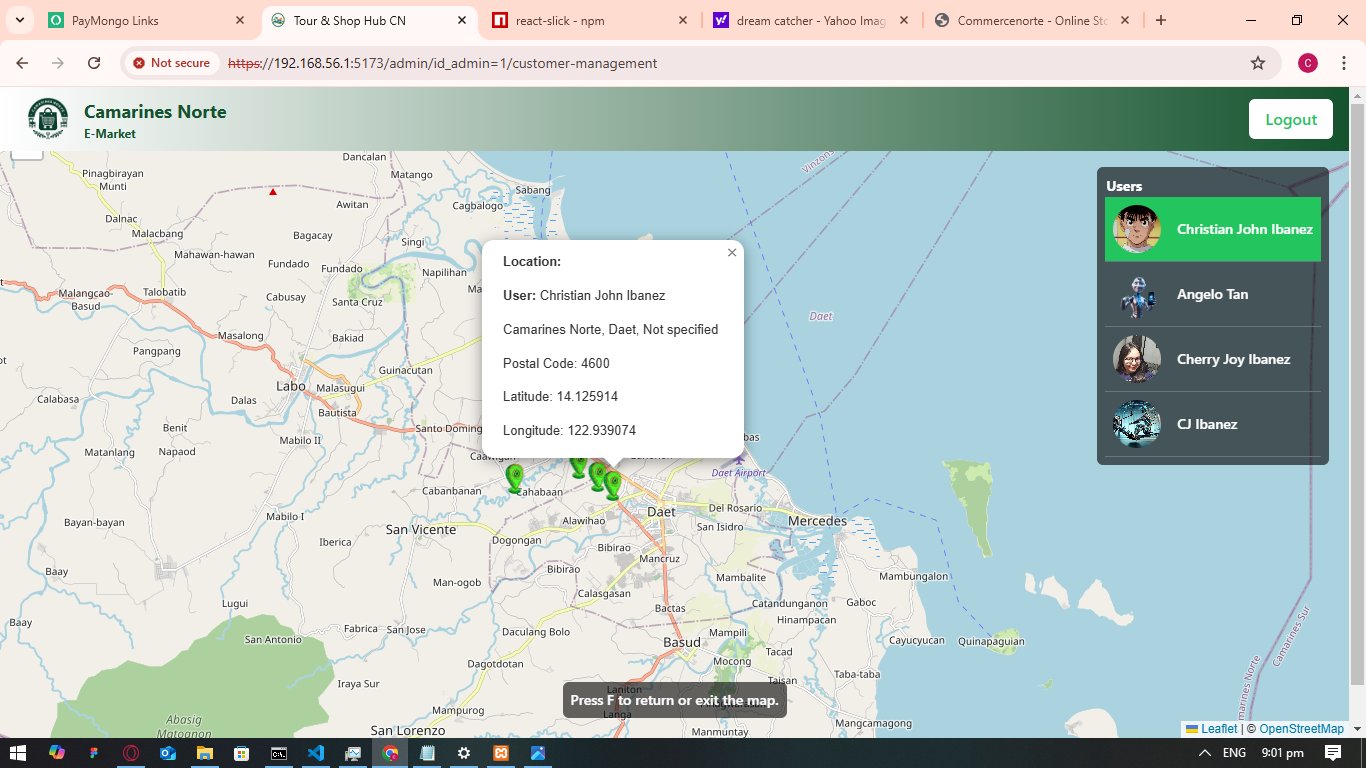 PayMongo Links
Tour & Shop Hub CN
react-slick - npm
dream catcher - Yahoo Imag
Commercenorte - Online Sto
Not secure
https://192.168.56.1:5173/admin/id_admin=1/customer-management
C
Camarines Norte
E-Market
Logout
Users
Christian John Ibanez
Angelo Tan
Cherry Joy Ibanez
CJ Ibanez
Location:
User: Christian John Ibanez
Camarines Norte, Daet, Not specified
Postal Code: 4600
Latitude: 14.125914
Longitude: 122.939074
Dancalan
Pinagbirayan
Munti
Matango
Vinzons
Sabang
Awitan
Cagbalogo
Dalnac
Malacbang
Bagacay
Singi
Mahawan-hawan
Fundado
Fundado
Napilihan
Malangcao-
Basud
Talobatib
Cabusay
Santa Cruz
Daet
Masalong
Bakiad
Pangpang
Guinacutan
Labo
Malasugui
Calabasa
Dalas
Bautista
Benit
Mabilo II
Santo Domingo
Matanlang
Napaod
Daet Airport
Cabanbanan
Cahabaan
Bayan-bayan
Mabilo I
San Vicente
Alawihao
Daet
Del Rosario
San Isidro
Mercedes
Iberica
Dogongan
Bibirao
Mancruz
Baay
Man-ogob
Bibirao
Mambalite
Mambungalon
Lugui
Calasgasan
Catandunganon
Gaboc
Baay
Bactas
Hinampacan
Fabrica
San Jose
Daculang Bolo
Mampili
Cayucyucan
Quinapaguian
San Antonio
Basud
Tacad
Mocong
Dagotdotan
Taba-taba
Iraya Sur
Laniton
Taisan
Mampurog
Langa
Mangcamagong
Abasig
Matognon
San Lorenzo
Manmuntay
Camarines Norte
Camarines Sur
Press F to return or exit the map.
Leaflet | © OpenStreetMap
ENG
9:01 pm